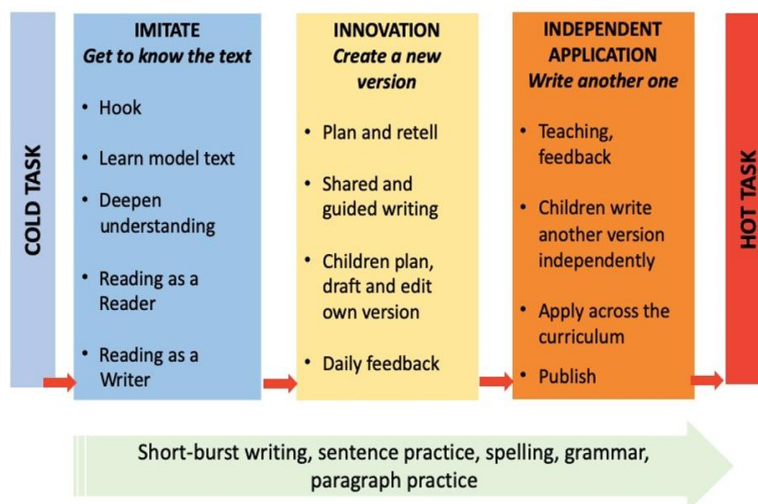 COLD TASK
IMITATE
Get to know the text
• Hook
• Learn model text
• Deepen
understanding
• Reading as a
Reader
• Reading as a
Writer
INNOVATION
Create a new
version
• Plan and retell
• Shared and
guided writing
• Children plan,
draft and edit
own version
• Daily feedback
INDEPENDENT
APPLICATION
Write another one
• Teaching,
feedback
• Children write
another version
independently
• Apply across the
curriculum
• Publish
HOT TASK
Short-burst writing, sentence practice, spelling, grammar,
paragraph practice